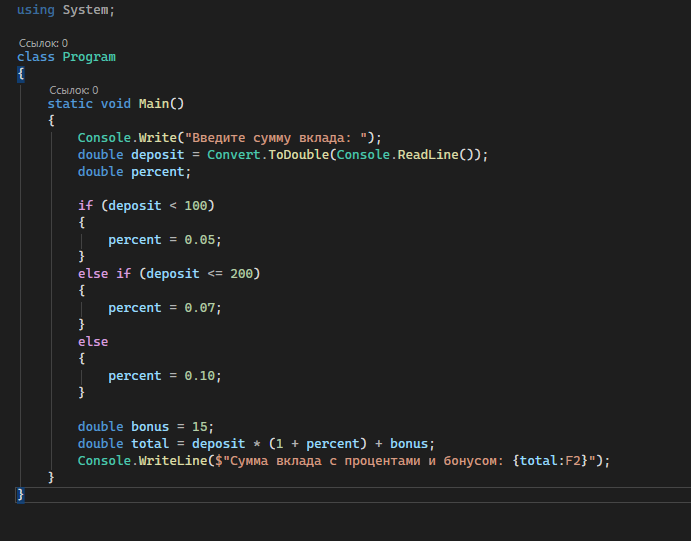 using System;
Ссылок: 0
class Program
{
Ссылок: 0
static void Main()
{
Console.Write("Введите сумму вклада: ");
double deposit = Convert.ToDouble(Console.ReadLine());
double percent;
if (deposit < 100)
{
percent = 0.05;
}
else if (deposit <= 200)
{
percent = 0.07;
}
else
{
percent = 0.10;
}
double bonus = 15;
double total = deposit * (1 + percent) + bonus;
Console.WriteLine($"Сумма вклада с процентами и бонусом: {total:F2}");
}
}